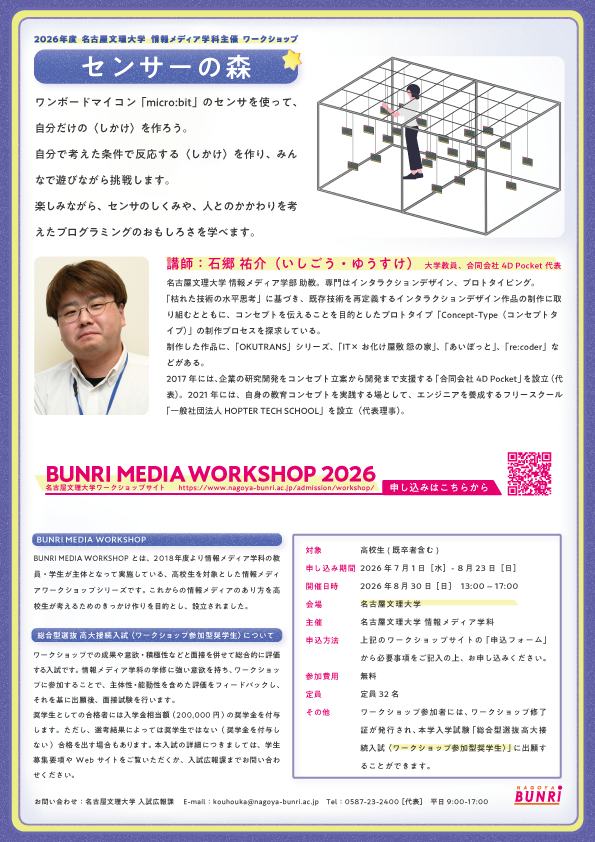 2026年度 名古屋文理大学 情報メディア学科主催 ワークショップ
センサーの森
ワンボードマイコン「micro:bit」のセンサを使って、
自分だけの〈しかけ〉を作ろう。
自分で考えた条件で反応する〈しかけ〉を作り、みん
なで遊びながら挑戦します。
楽しみながら、センサのしくみや、人とのかかわりを考
えたプログラミングのおもしろさを学べます。
講師：石郷 祐介（いしごう・ゆうすけ） 大学教員、合同会社 4D Pocket 代表
名古屋文理大学 情報メディア学部 助教。専門はインタラクションデザイン、プロトタイピング。
「枯れた技術の水平思考」に基づき、既存技術を再定義するインタラクションデザイン作品の制作に取
り組むとともに、コンセプトを伝えることを目的としたプロトタイプ「Concept-Type（コンセプトタ
イプ）」の制作プロセスを探求している。
制作した作品に、「OKUTRANS」シリーズ、「IT× お化け屋敷 怨の家」、「あいぽっと」、「re:coder」な
どがある。
2017 年には、企業の研究開発をコンセプト立案から開発まで支援する「合同会社 4D Pocket」を設立（代
表）。2021 年には、自身の教育コンセプトを実践する場として、エンジニアを養成するフリースクール
「一般社団法人 HOPTER TECH SCHOOL」を設立（代表理事）。
BUNRI MEDIA WORKSHOP 2026
名古屋文理大学ワークショップサイト https://www.nagoya-bunri.ac.jp/admission/workshop/
申し込みはこちらから
BUNRI MEDIA WORKSHOP
BUNRI MEDIA WORKSHOP とは、2018年度より情報メディア学科の教
員・学生が主体となって実施している、高校生を対象とした情報メディ
アワークショップシリーズです。これからの情報メディアのあり方を高
校生が考えるためのきっかけ作りを目的とし、設立されました。
総合型選抜 高大接続入試（ワークショップ参加型奨学生）について
ワークショップでの成果や意欲・積極性などと面接を併せて総合的に評価
する入試です。情報メディア学科の学修に強い意欲を持ち、ワークショッ
プに参加することで、主体性・能動性を含めた評価をフィードバックし、
それを基に出願後、面接試験を行います。
奨学生としての合格者には入学金相当額（200,000 円）の奨学金を付与
します。ただし、選考結果によっては奨学生ではない（奨学金を付与し
ない）合格を出す場合もあります。本入試の詳細につきましては、学生
募集要項や Web サイトをご覧いただくか、入試広報課までお問い合わ
せください。
対象 高校生 ( 既卒者含む )
申し込み期間 2026 年 7 月 1 日［水］- 8 月 23 日［日］
開催日時 2026 年 8 月 30 日［日］ 13:00 – 17:00
会場 名古屋文理大学
主催 名古屋文理大学 情報メディア学科
申込方法 上記のワークショップサイトの「申込フォーム」
から必要事項をご記入の上、お申し込みください。
参加費用 無料
定員 定員 32 名
その他 ワークショップ参加者には、ワークショップ修了
証が発行され、本学入学試験「総合型選抜 高大接
続入試（ワークショップ参加型奨学生）」に出願す
ることができます。
お問い合わせ：名古屋文理大学 入試広報課 E-mail：kouhouka@nagoya-bunri.ac.jp Tel：0587-23-2400［代表］ 平日 9:00-17:00
NAGOYA
BUNRi